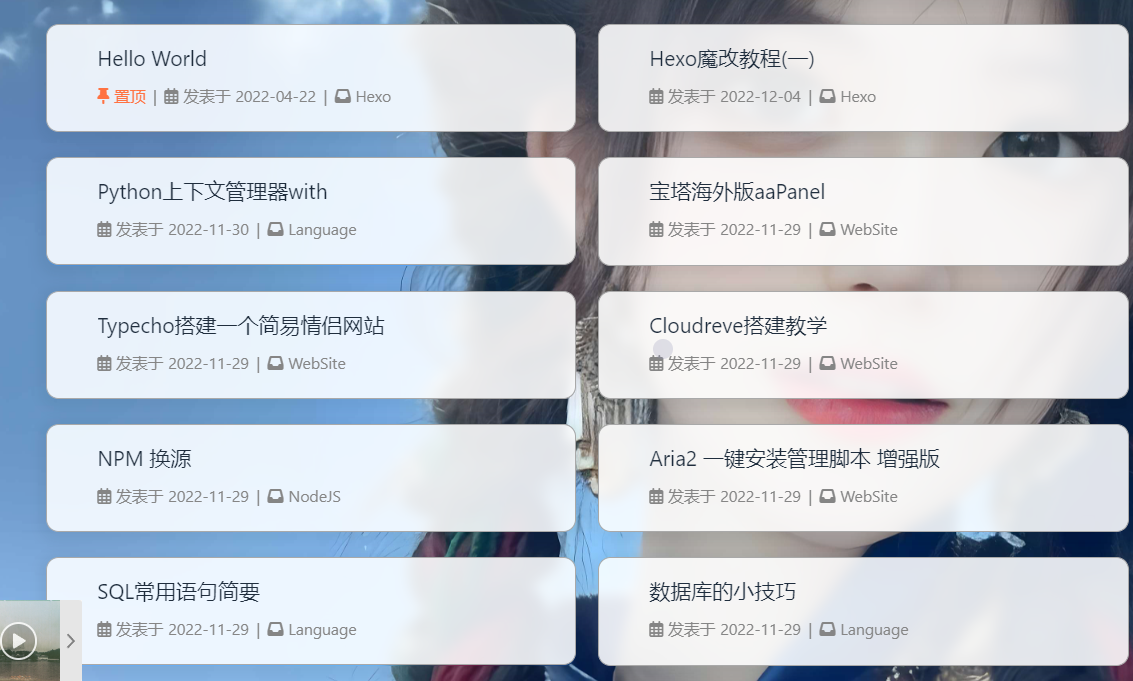 Hello World
置顶 | 发表于 2022-04-22 | Hexo
Hexo魔改教程(一)
发表于 2022-12-04 | Hexo
Python上下文管理器with
发表于 2022-11-30 | Language
宝塔海外版aaPanel
发表于 2022-11-29 | WebSite
Typecho搭建一个简易情侣网站
发表于 2022-11-29 | WebSite
Cloudreve搭建教学
发表于 2022-11-29 | WebSite
NPM 换源
发表于 2022-11-29 | NodeJS
Aria2 一键安装管理脚本 增强版
发表于 2022-11-29 | WebSite
SQL常用语句简要
发表于 2022-11-29 | Language
数据库的小技巧
发表于 2022-11-29 | Language